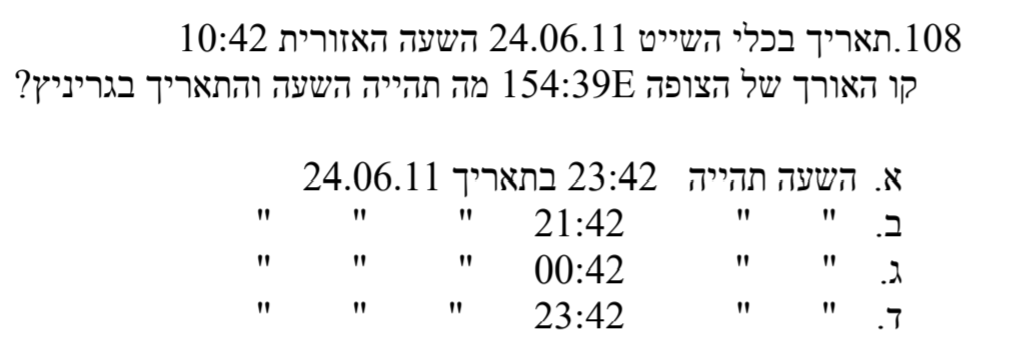 108.תאריך בכלי השייט 24.06.11 השעה האזורית 10:42
קו האורך של הצופה 154:39E מה תהייה השעה והתאריך בגריניץ?
א. השעה תהייה 23:42 בתאריך 24.06.11
ב. " " 21:42 " " "
ג. " " 00:42 " " "
ד. " " 23:42 " " "